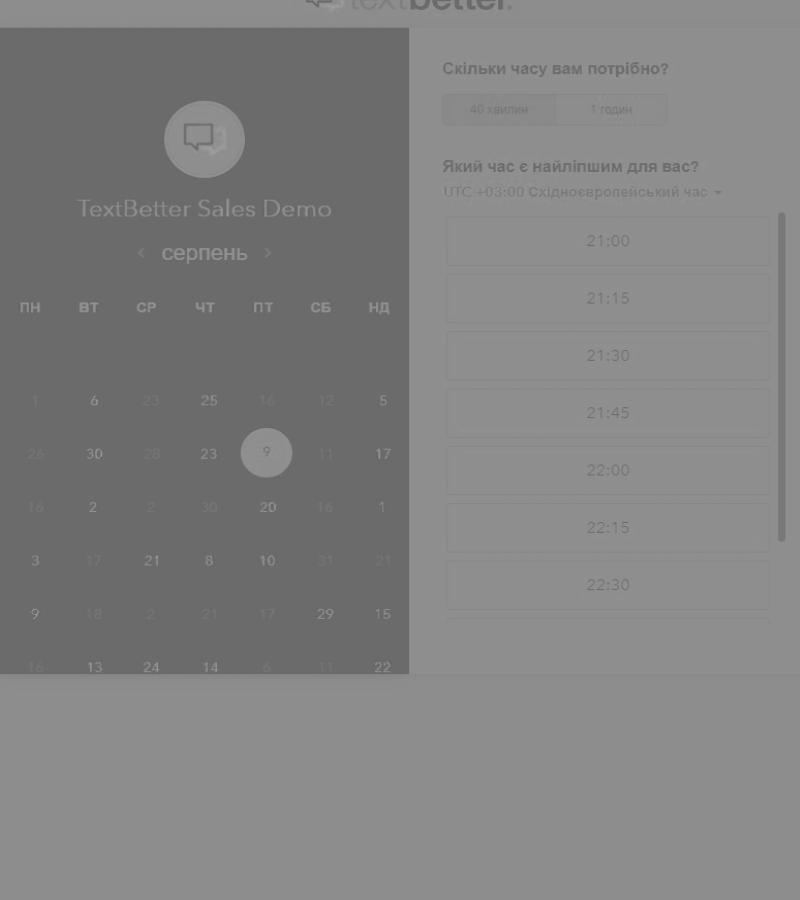 textbetter.
TextBetter Sales Demo
‹ серпень ›
ПН ВТ СР ЧТ ПТ СБ НД
1 6 23 25 16 12 5
26 30 28 23 9 11 17
16 2 2 30 20 16 1
3 17 21 8 10 31 21
9 18 2 21 17 29 15
16 13 24 14 6 11 22
Скільки часу вам потрібно?
40 хвилин 1 годин
Який час є найліпшим для вас?
UTC +03:00 Східноєвропейський час
21:00
21:15
21:30
21:45
22:00
22:15
22:30